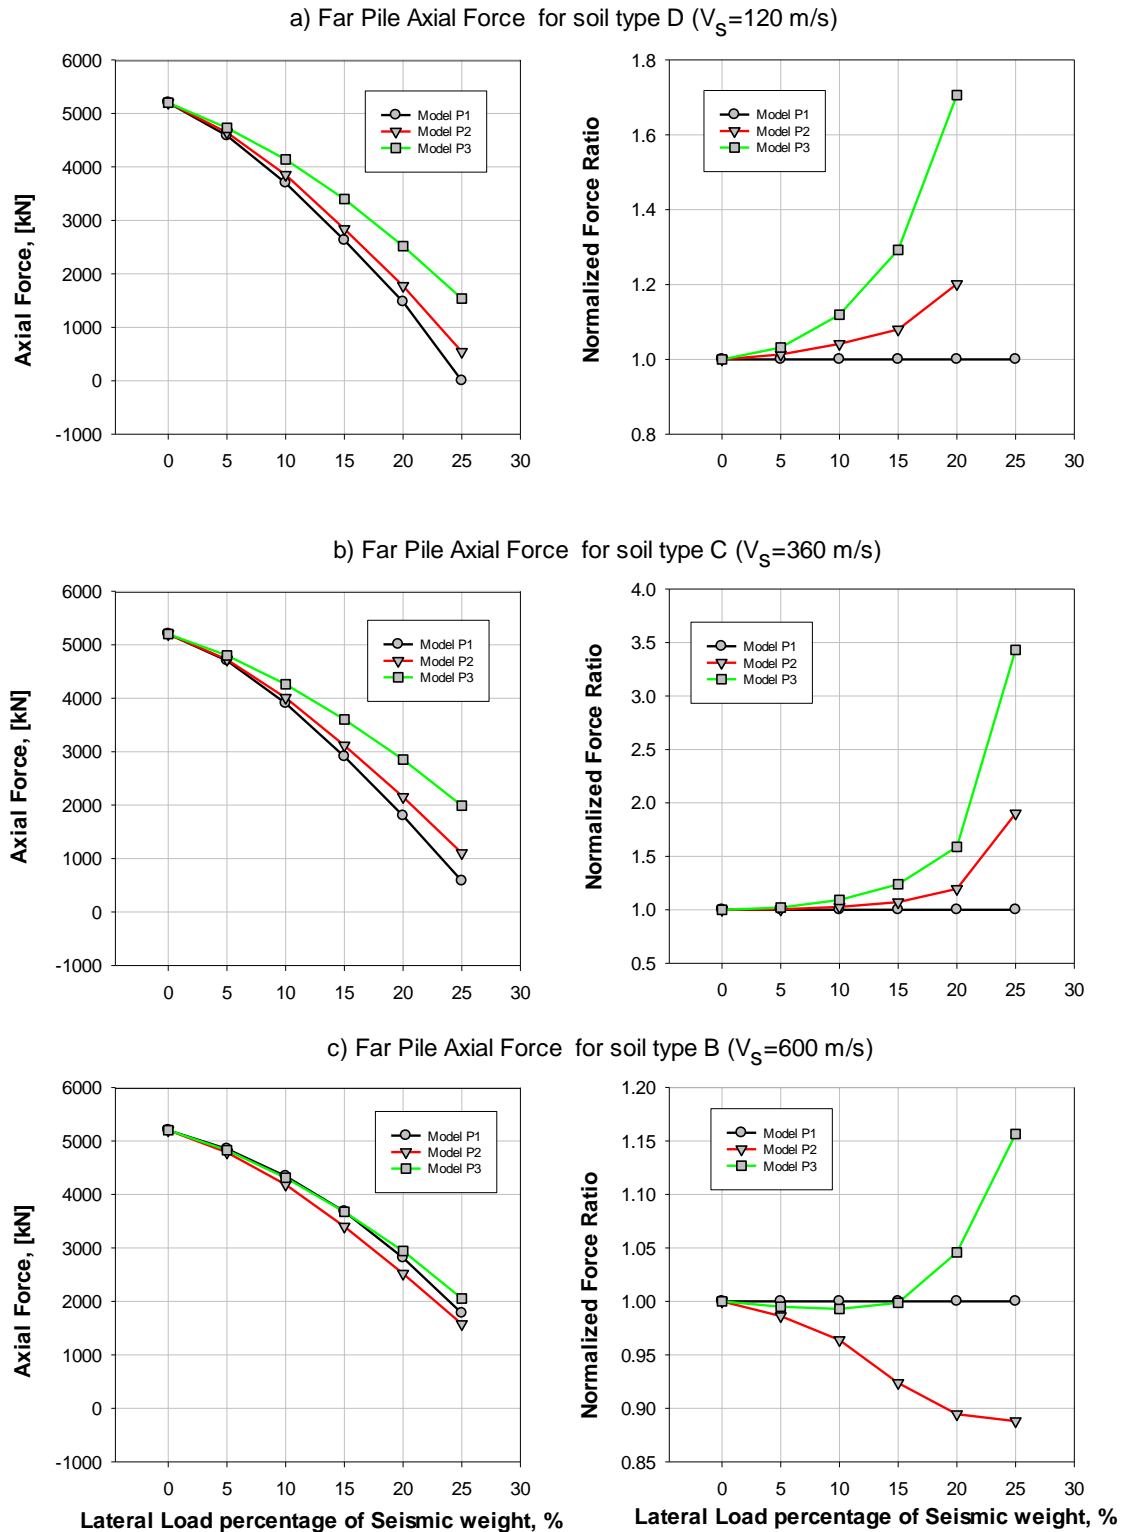 a) Far Pile Axial Force for soil type D (VS=120 m/s)
6000
5000
4000
3000
2000
1000
0
-1000
Axial Force, [kN]
Model P1
Model P2
Model P3
0 5 10 15 20 25 30
1.8
1.6
1.4
1.2
1.0
0.8
Normalized Force Ratio
Model P1
Model P2
Model P3
0 5 10 15 20 25 30
b) Far Pile Axial Force for soil type C (VS=360 m/s)
6000
5000
4000
3000
2000
1000
0
-1000
Axial Force, [kN]
Model P1
Model P2
Model P3
0 5 10 15 20 25 30
4.0
3.5
3.0
2.5
2.0
1.5
1.0
0.5
Normalized Force Ratio
Model P1
Model P2
Model P3
0 5 10 15 20 25 30
c) Far Pile Axial Force for soil type B (VS=600 m/s)
6000
5000
4000
3000
2000
1000
0
-1000
Axial Force, [kN]
Model P1
Model P2
Model P3
0 5 10 15 20 25 30
Lateral Load percentage of Seismic weight, %
1.20
1.15
1.10
1.05
1.00
0.95
0.90
0.85
Normalized Force Ratio
Model P1
Model P2
Model P3
0 5 10 15 20 25 30
Lateral Load percentage of Seismic weight, %